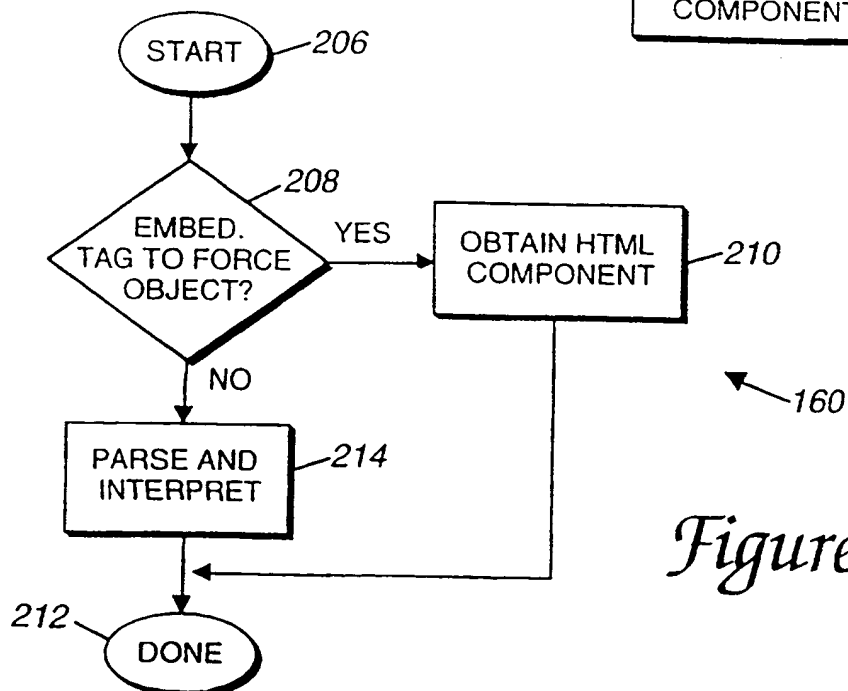 COMPONENT
START
206
208
EMBED.
TAG TO FORCE
OBJECT?
YES
OBTAIN HTML
COMPONENT
210
NO
160
PARSE AND
INTERPRET
214
Figure
212
DONE